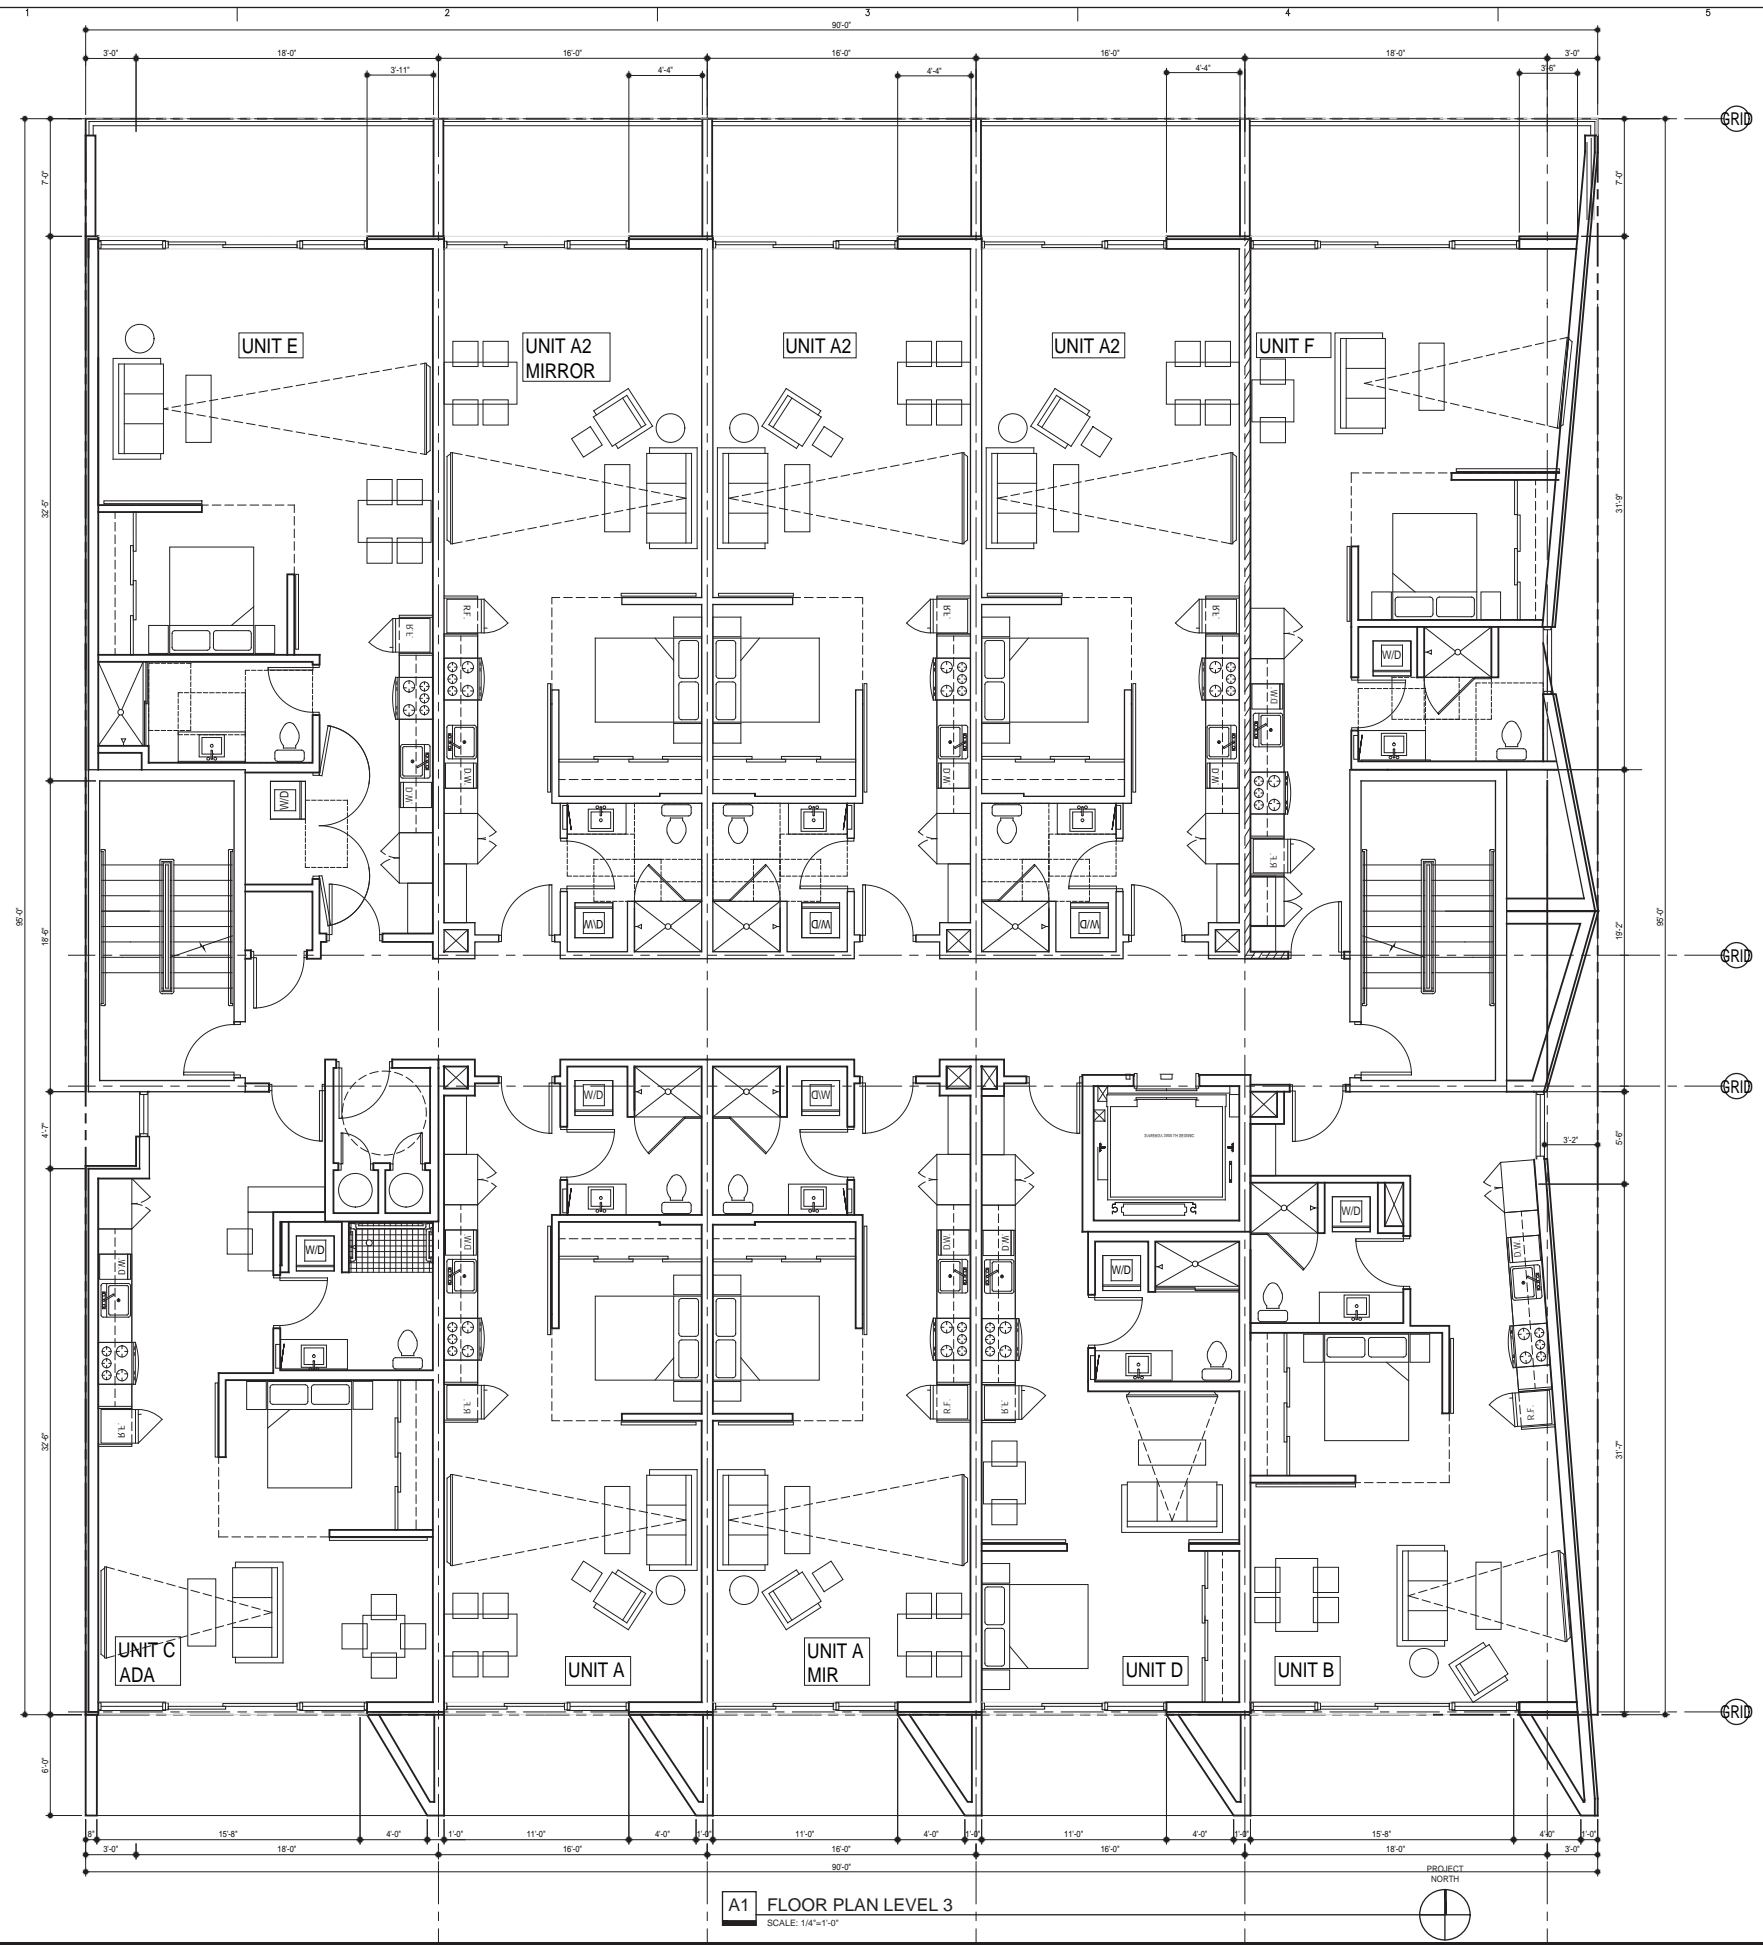 1 2 3 4 5
90'-0"
3'-0" 18'-0" 16'-0" 16'-0" 16'-0" 18'-0" 3'-0"
3'-11" 4'-4" 4'-4" 4'-4" 3'-6"
GRID
7'-0" 7'-0"
UNIT E
UNIT A2
MIRROR
UNIT A2
UNIT A2
UNIT F
32'-6" 31'-9"
R.F. R.F. R.F. R.F.
W/D
W.D
D.W. D.W. D.W. D.W.
W/D
R.F.
95'-0" 18'-6" 19'-2" 95'-0"
W/D W/D W/D
GRID
GRID
4'-7" 5'-6"
3'-2"
W/D W/D
W/D
W/D
W/D
D.W. D.W. D.W. D.W. D.W.
R.F. R.F. R.F. R.F. R.F.
32'-6" 31'-7"
UNIT C
ADA
UNIT A
UNIT A
MIR
UNIT D
UNIT B
GRID
6'-0"
8" 15'-8" 4'-0" 1'-0" 11'-0" 4'-0" 1'-0" 11'-0" 4'-0" 1'-0" 11'-0" 4'-0" 1'-0" 15'-8" 4'-0" 1'-0"
3'-0" 18'-0" 16'-0" 16'-0" 16'-0" 18'-0" 3'-0"
90'-0"
PROJECT
NORTH
A1 FLOOR PLAN LEVEL 3
SCALE: 1/4"=1'-0"